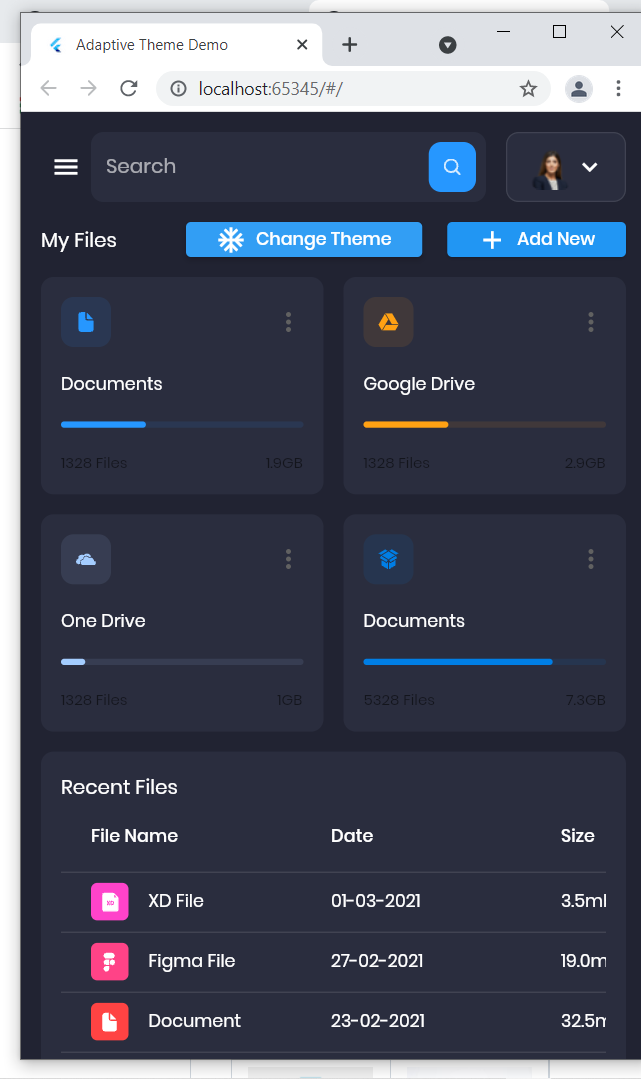 Adaptive Theme Demo
localhost:65345/#/
Search
My Files
Change Theme
Add New
Documents
1328 Files 1.9GB
Google Drive
1328 Files 2.9GB
One Drive
1328 Files 1GB
Documents
5328 Files 7.3GB
Recent Files
File Name Date Size
XD File 01-03-2021 3.5ml
Figma File 27-02-2021 19.0m
Document 23-02-2021 32.5m